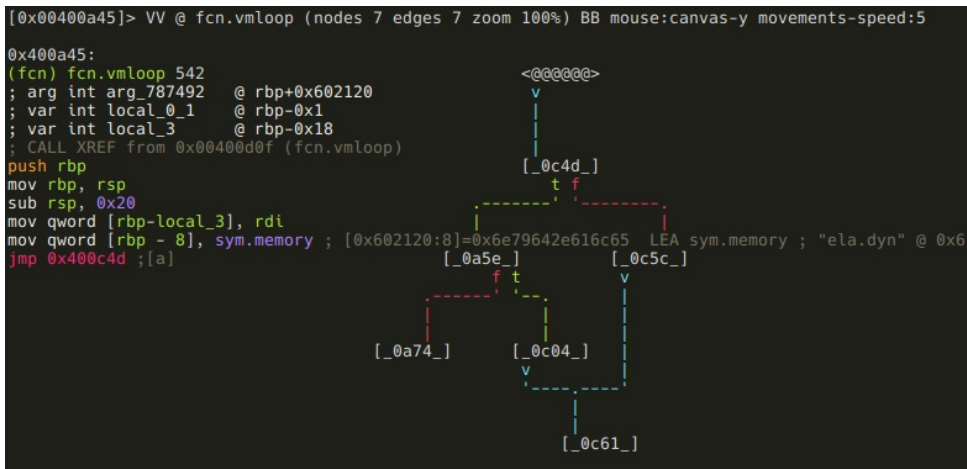 [0x00400a45]> VV @ fcn.vmloop (nodes 7 edges 7 zoom 100%) BB mouse:canvas-y movements-speed:5
0x400a45:
(fcn) fcn.vmloop 542
<@@@@@@>
; arg int arg_787492 @ rbp+0x602120
v
; var int local_0_1 @ rbp-0x1
; var int local_3 @ rbp-0x18
; CALL XREF from 0x00400d0f (fcn.vmloop)
push rbp
[_0c4d_]
mov rbp, rsp
t f
sub rsp, 0x20
mov qword [rbp-local_3], rdi
mov qword [rbp - 8], sym.memory ; [0x602120:8]=0x6e79642e616c65 LEA sym.memory ; "ela.dyn" @ 0x6
jmp 0x400c4d ;[a]
[_0a5e_] [_0c5c_]
f t v
[_0a74_] [_0c04_]
v
[_0c61_]